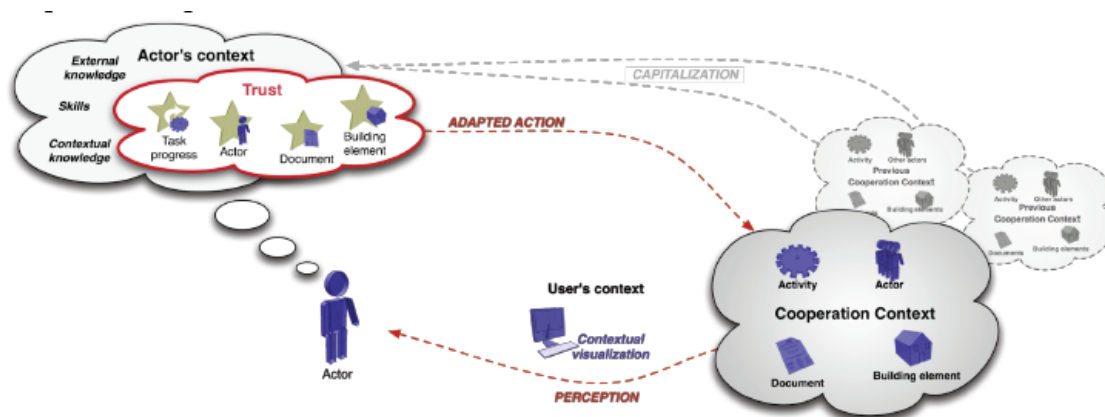 Actor's context
External
knowledge
Skills
Contextual
knowledge
Trust
Task
progress
Actor
Document
Building
element
CAPITALIZATION
ADAPTED ACTION
Activity
Other actors
Previous
Cooperation Context
Building elements
Activity
Other actors
Previous
Cooperation Context
Documents
Building elements
Activity
Actor
Cooperation Context
Document
Building element
User's context
Contextual
visualization
PERCEPTION
Actor